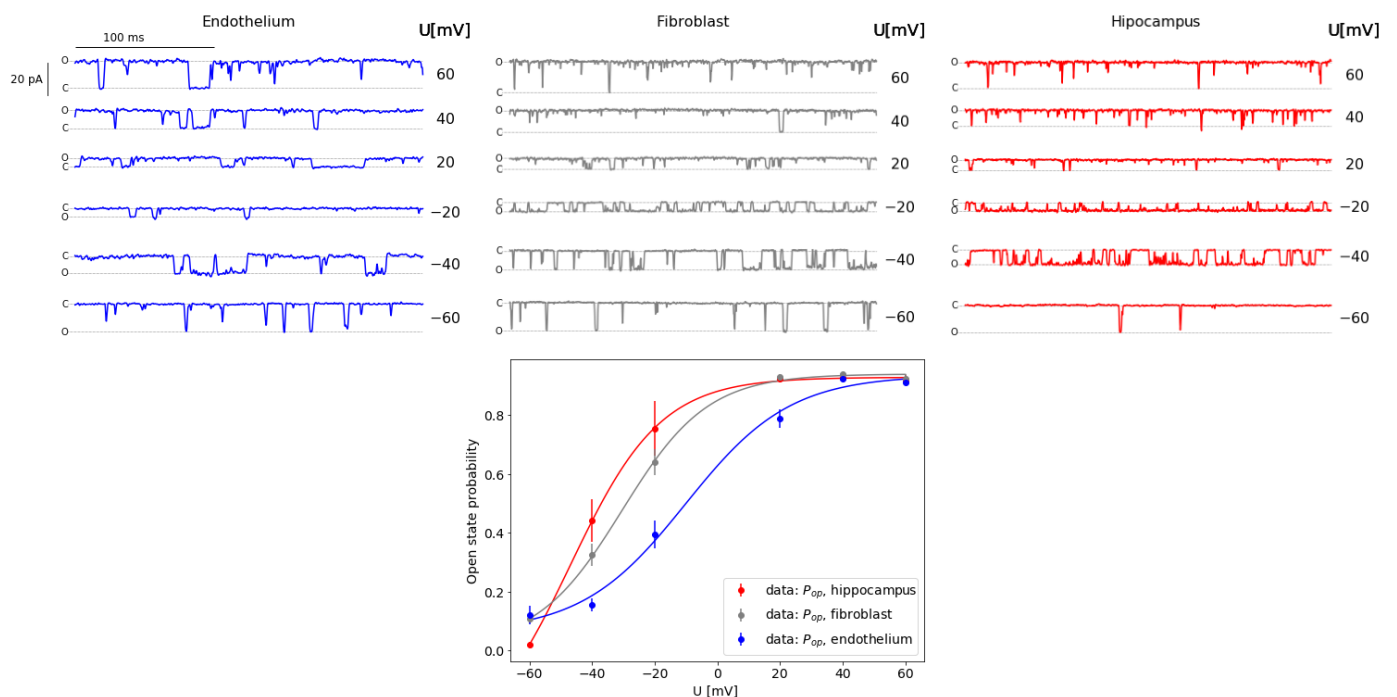 Endothelium
Fibroblast
Hipocampus
U[mV]
U[mV]
U[mV]
100 ms
20 pA
O
C
60
O
C
60
O
C
60
O
C
40
O
C
40
O
C
40
O
C
20
O
C
20
O
C
20
C
O
−20
C
O
−20
C
O
−20
C
O
−40
C
O
−40
C
O
−40
C
O
−60
C
O
−60
C
O
−60
Open state probability
0.8
0.6
0.4
0.2
0.0
data: Pop, hippocampus
data: Pop, fibroblast
data: Pop, endothelium
−60 −40 −20 0 20 40 60
U [mV]